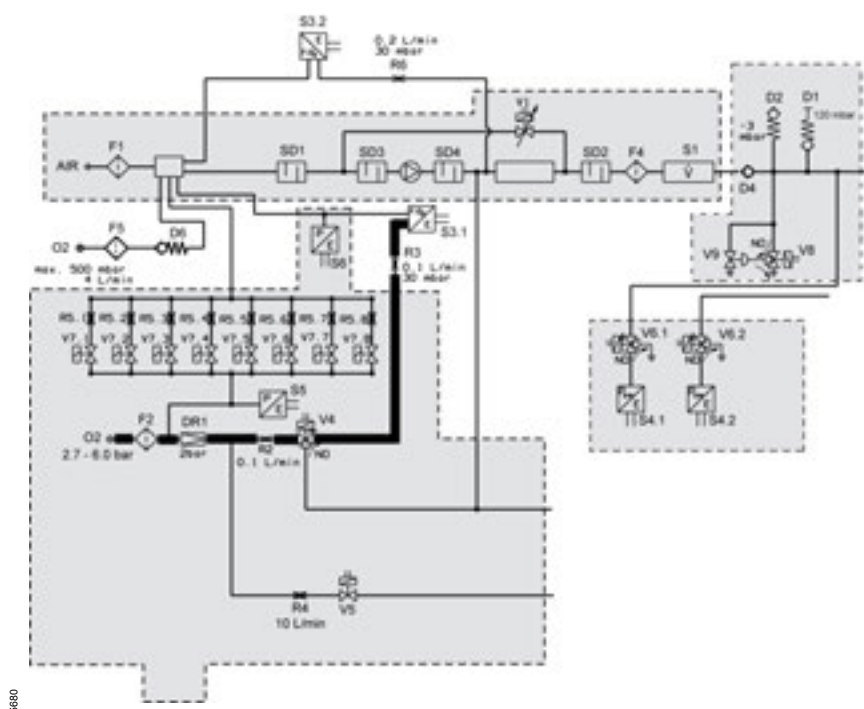 S3.2
0.2 L/min
30 mbar
R6
V1
D2
D1
-3
mbar
120 mbar
AIR
F1
SD1
SD3
SD4
SD2
F4
S1
D4
S3.1
F5
D6
O2
max. 500 mbar
4 L/min
S6
R3
0.1 L/min
30 mbar
V9
NO
V8
R5.1 R5.2 R5.3 R5.4 R5.5 R5.6 R5.7 R5.8
V7.1 V7.2 V7.3 V7.4 V7.5 V7.6 V7.7 V7.8
V6.1
V6.2
NO
NO
S5
S4.1
S4.2
F2
DR1
V4
O2
2.7 - 6.0 bar
2bar
R2
NO
0.1 L/min
R4
V5
10 L/min